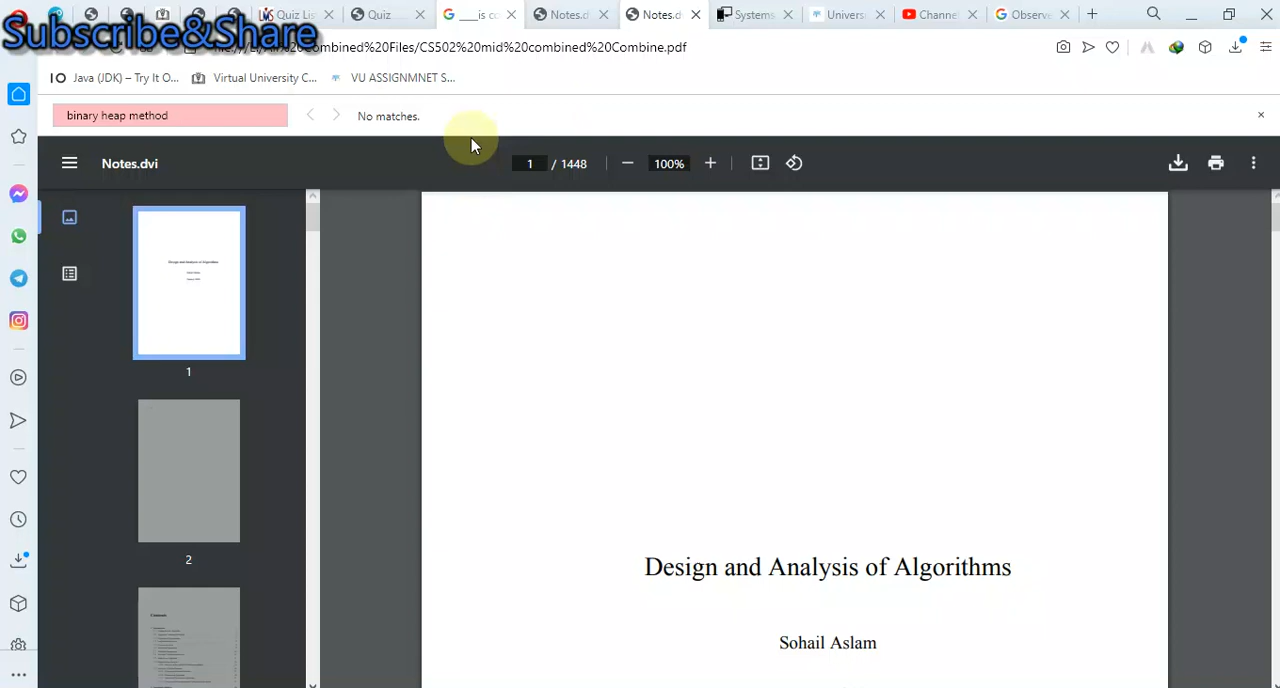 Quiz Lis
Quiz
___is c
Notes.d
Notes.d
Systems
Univers
Channe
Observe
Subscribe&Share
ombined%20Files/CS502%20mid%20combined%20Combine.pdf
Java (JDK) – Try It O...
Virtual University C...
VU ASSIGNMNET S...
binary heap method
No matches.
Notes.dvi
1 / 1448
100%
1
2
Design and Analysis of Algorithms
Sohail Aslam